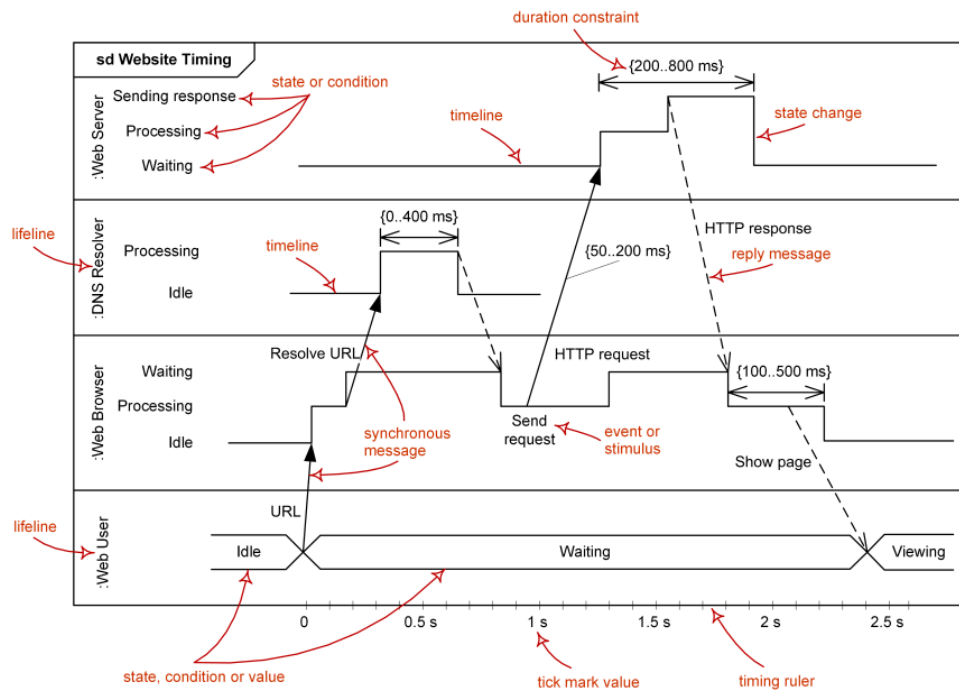 duration constraint
sd Website Timing
{200..800 ms}
state or condition
:Web Server
Sending response
Processing
Waiting
timeline
state change
lifeline
:DNS Resolver
{0..400 ms}
HTTP response
Processing
timeline
{50..200 ms}
reply message
Idle
:Web Browser
Resolve URL
HTTP request
Waiting
{100..500 ms}
Processing
Send
request
event or
stimulus
synchronous
message
Idle
Show page
URL
lifeline
:Web User
Idle
Waiting
Viewing
0
0.5 s
1 s
1.5 s
2 s
2.5 s
state, condition or value
tick mark value
timing ruler